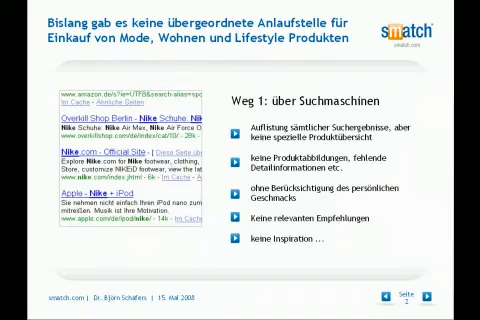 Bislang gab es keine übergeordnete Anlaufstelle für
Einkauf von Mode, Wohnen und Lifestyle Produkten
smatch
smatch.com
www.amazon.de/s?ie=UTF8&search-alias=spo
Im Cache - Ähnliche Seiten
Overkill Shop Berlin - Nike Schuhe, Nik
Nike Schuhe: Nike Air Max, Nike Air Force O
www.overkillshop.de/de/index/cat/10/ - 28k -
Nike.com - Official Site - [ Diese Seite übe
Explore Nike.com for Nike footwear, clothing,
Store, customize NIKEiD footwear, view the lat
www.nike.com/index.jhtml - 6k - Im Cache - Ä
Apple - Nike + iPod
Sie nehmen nicht einfach Ihren iPod nano zum
mitreißen. Musik ist Ihre Motivation.
www.apple.com/de/ipod/nike/ - 14k - Im Cach
Weg 1: über Suchmaschinen
Auflistung sämtlicher Suchergebnisse, aber
keine spezielle Produktübersicht
keine Produktabbildungen, fehlende
Detailinformationen etc.
ohne Berücksichtigung des persönlichen
Geschmacks
Keine relevanten Empfehlungen
keine Inspiration ...
smatch.com | Dr. Björn Schäfers | 15. Mai 2008
Seite
2